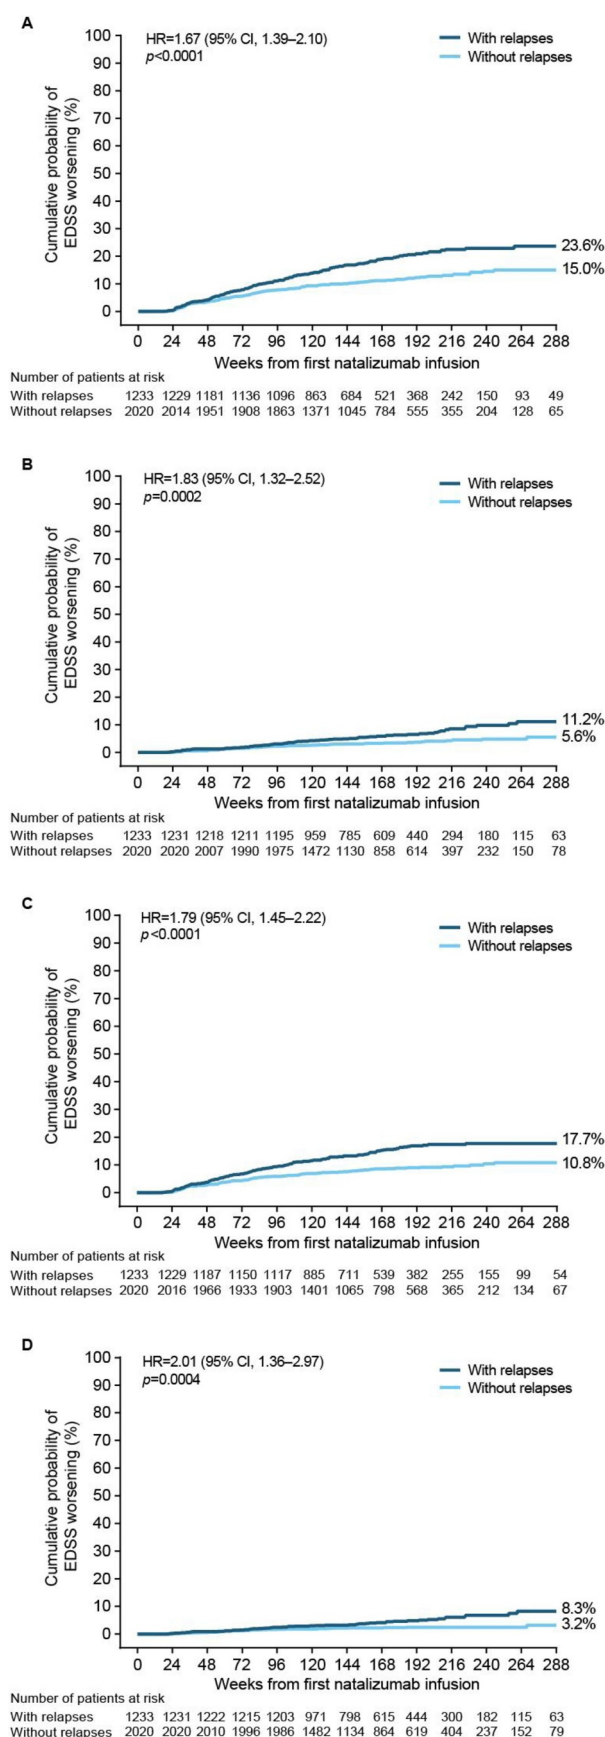 A
HR=1.67 (95% CI, 1.39–2.10)
p<0.0001
With relapses
Without relapses
Cumulative probability of
EDSS worsening (%)
100
90
80
70
60
50
40
30
20
10
0
23.6%
15.0%
0 24 48 72 96 120 144 168 192 216 240 264 288
Weeks from first natalizumab infusion
Number of patients at risk
With relapses 1233 1229 1181 1136 1096 863 684 521 368 242 150 93 49
Without relapses 2020 2014 1951 1908 1863 1371 1045 784 555 355 204 128 65
B
HR=1.83 (95% CI, 1.32–2.52)
p=0.0002
With relapses
Without relapses
Cumulative probability of
EDSS worsening (%)
100
90
80
70
60
50
40
30
20
10
0
11.2%
5.6%
0 24 48 72 96 120 144 168 192 216 240 264 288
Weeks from first natalizumab infusion
Number of patients at risk
With relapses 1233 1231 1218 1211 1195 959 785 609 440 294 180 115 63
Without relapses 2020 2020 2007 1990 1975 1472 1130 858 614 397 232 150 78
C
HR=1.79 (95% CI, 1.45–2.22)
p<0.0001
With relapses
Without relapses
Cumulative probability of
EDSS worsening (%)
100
90
80
70
60
50
40
30
20
10
0
17.7%
10.8%
0 24 48 72 96 120 144 168 192 216 240 264 288
Weeks from first natalizumab infusion
Number of patients at risk
With relapses 1233 1229 1187 1150 1117 885 711 539 382 255 155 99 54
Without relapses 2020 2016 1966 1933 1903 1401 1065 798 568 365 212 134 67
D
HR=2.01 (95% CI, 1.36–2.97)
p=0.0004
With relapses
Without relapses
Cumulative probability of
EDSS worsening (%)
100
90
80
70
60
50
40
30
20
10
0
8.3%
3.2%
0 24 48 72 96 120 144 168 192 216 240 264 288
Weeks from first natalizumab infusion
Number of patients at risk
With relapses 1233 1231 1222 1215 1203 971 798 615 444 300 182 115 63
Without relapses 2020 2020 2010 1996 1986 1482 1134 864 619 404 237 152 79